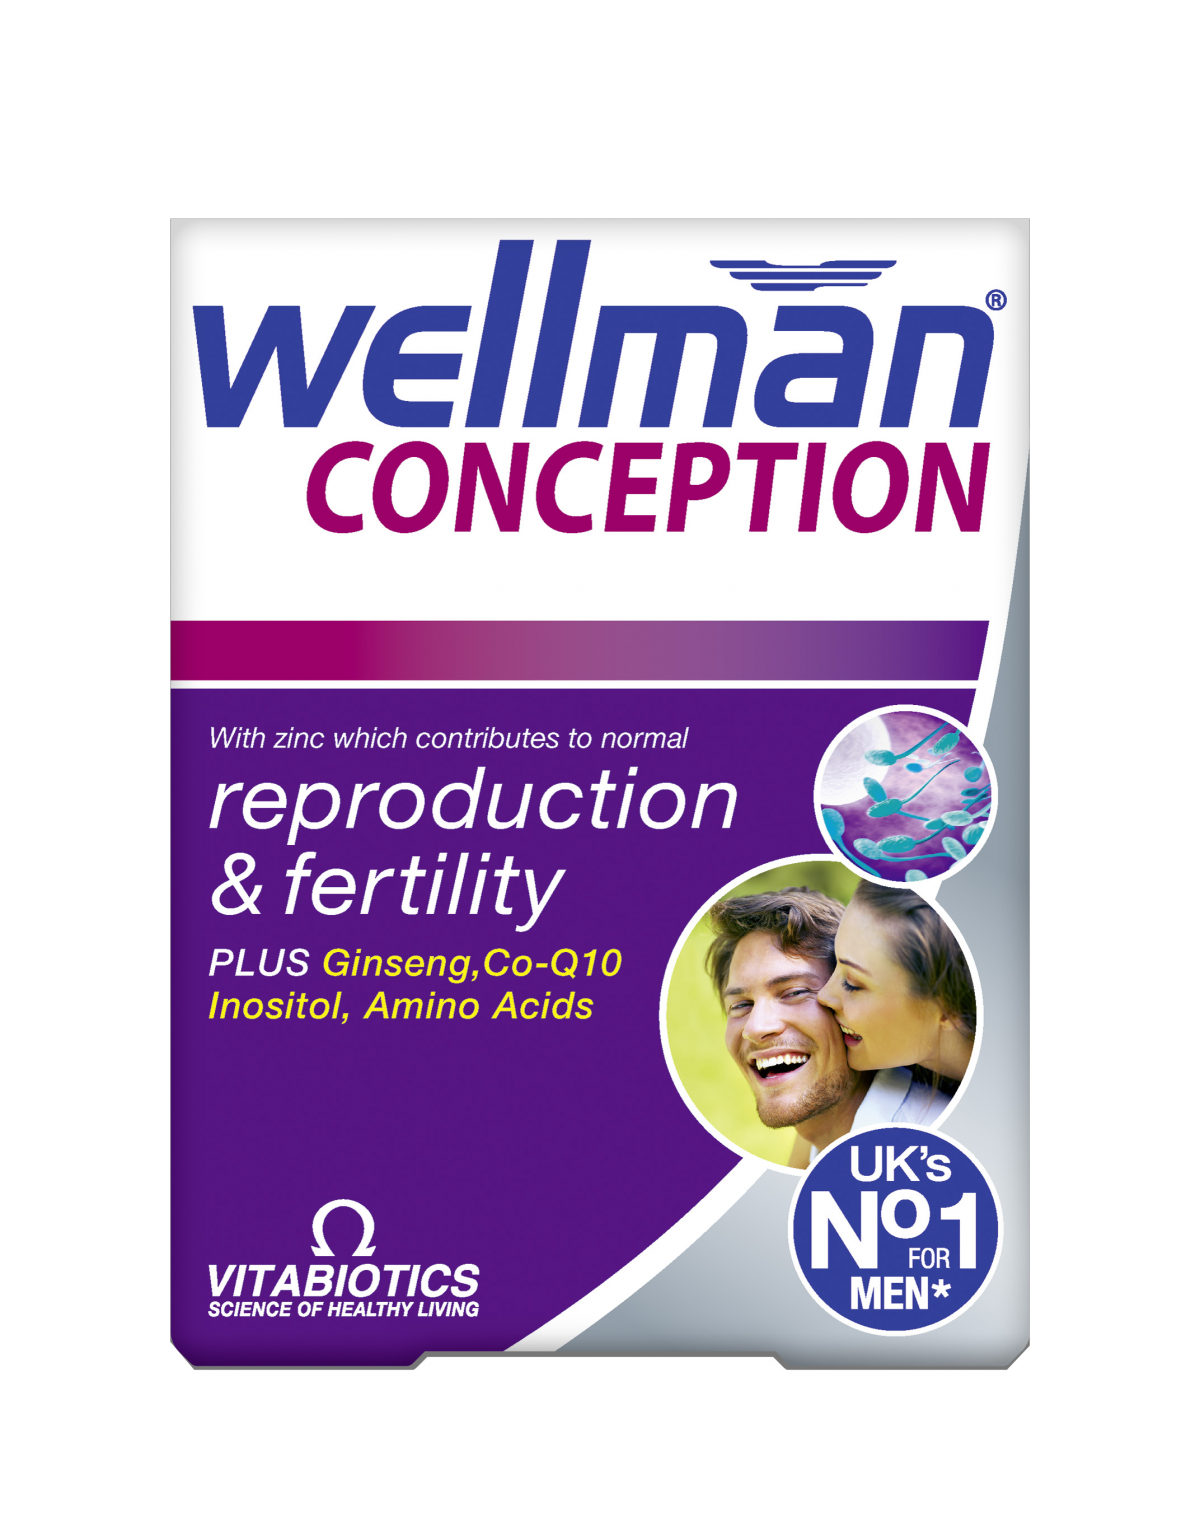 wellman®
CONCEPTION
With zinc which contributes to normal
reproduction
& fertility
PLUS Ginseng,Co-Q10
Inositol, Amino Acids
VITABIOTICS
SCIENCE OF HEALTHY LIVING
UK's
Nº1
FOR
MEN*